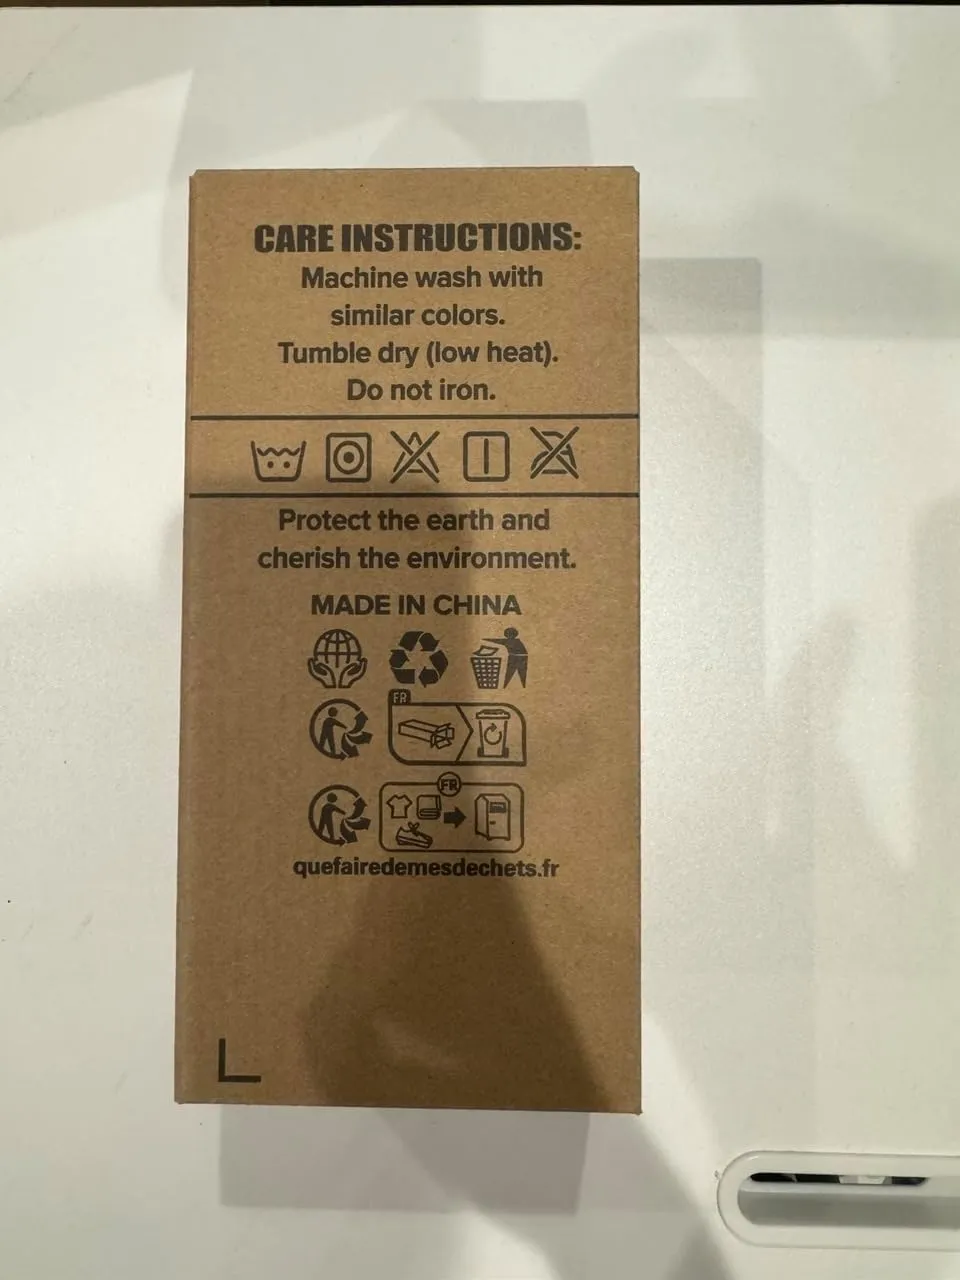 CARE INSTRUCTIONS:
Machine wash with
similar colors.
Tumble dry (low heat).
Do not iron.
Protect the earth and
cherish the environment.
MADE IN CHINA
FR
FR
quefairedemesdechets.fr
L